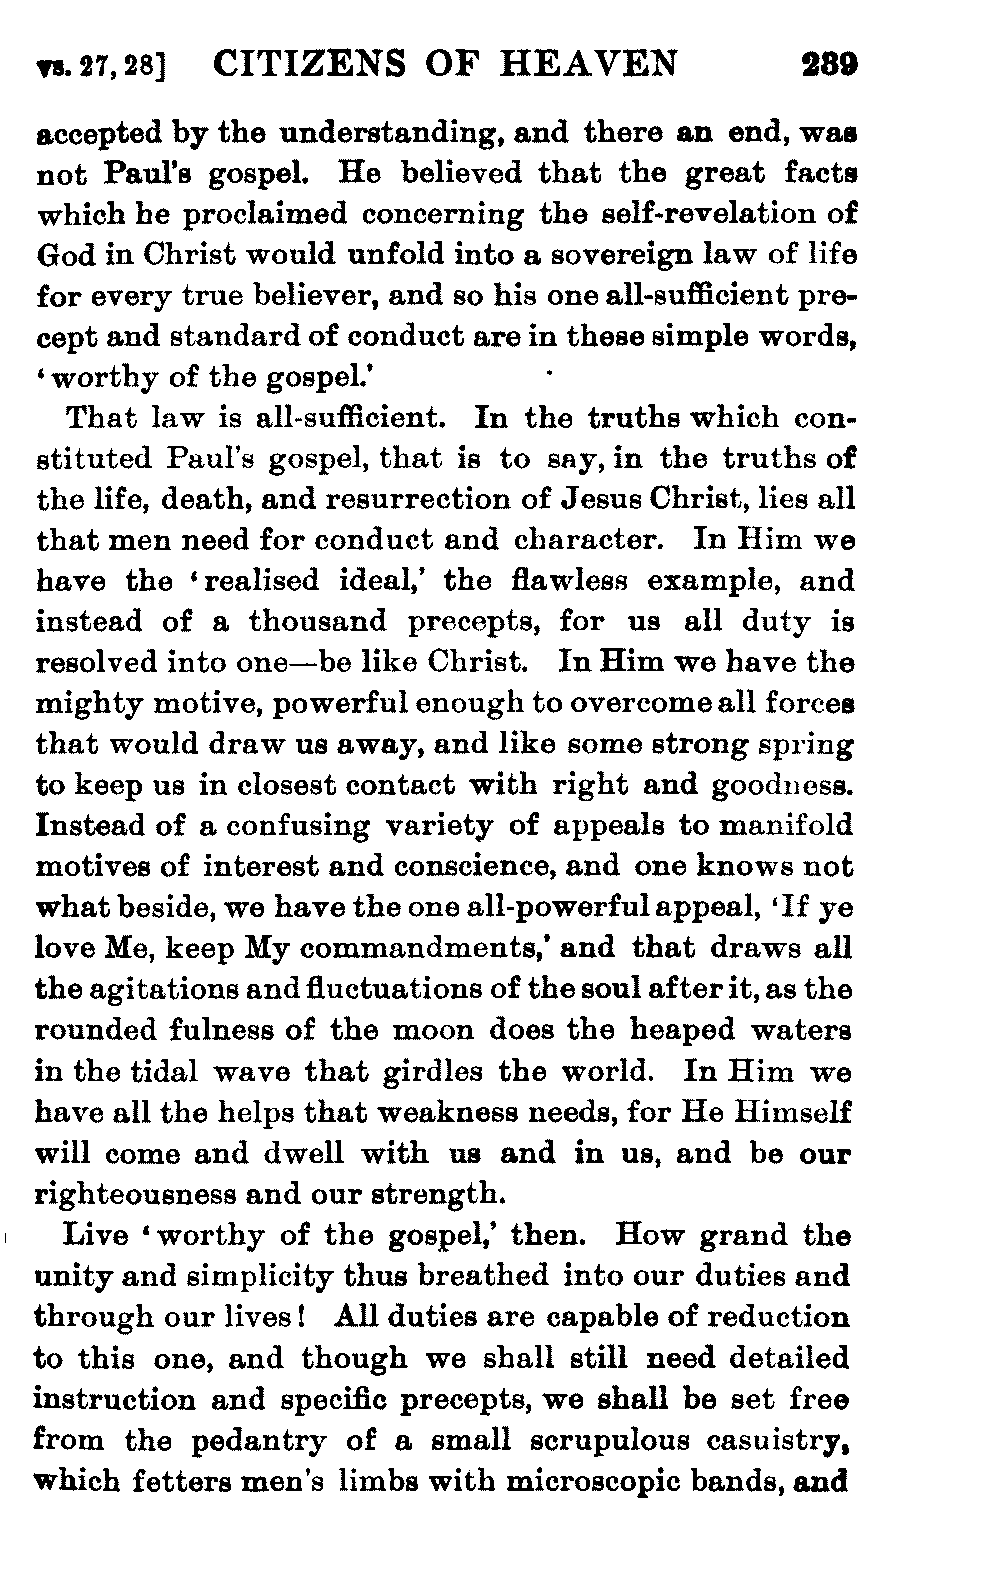 vs. 27, 28] CITIZENS OF HEAVEN 239
accepted by the understanding, and there an end, was
not Paul's gospel. He believed that the great facts
which he proclaimed concerning the self-revelation of
God in Christ would unfold into a sovereign law of life
for every true believer, and so his one all-sufficient pre-
cept and standard of conduct are in these simple words,
‘worthy of the gospel.’
That law is all-sufficient. In the truths which con-
stituted Paul's gospel, that is to say, in the truths of
the life, death, and resurrection of Jesus Christ, lies all
that men need for conduct and character. In Him we
have the ‘realised ideal,’ the flawless example, and
instead of a thousand precepts, for us all duty is
resolved into one—be like Christ. In Him we have the
mighty motive, powerful enough to overcome all forces
that would draw us away, and like some strong spring
to keep us in closest contact with right and goodness.
Instead of a confusing variety of appeals to manifold
motives of interest and conscience, and one knows not
what beside, we have the one all-powerful appeal, ‘If ye
love Me, keep My commandments,’ and that draws all
the agitations and fluctuations of the soul after it, as the
rounded fulness of the moon does the heaped waters
in the tidal wave that girdles the world. In Him we
have all the helps that weakness needs, for He Himself
will come and dwell with us and in us, and be our
righteousness and our strength.
Live ‘worthy of the gospel,’ then. How grand the
unity and simplicity thus breathed into our duties and
through our lives! All duties are capable of reduction
to this one, and though we shall still need detailed
instruction and specific precepts, we shall be set free
from the pedantry of a small scrupulous casuistry,
which fetters men's limbs with microscopic bands, and